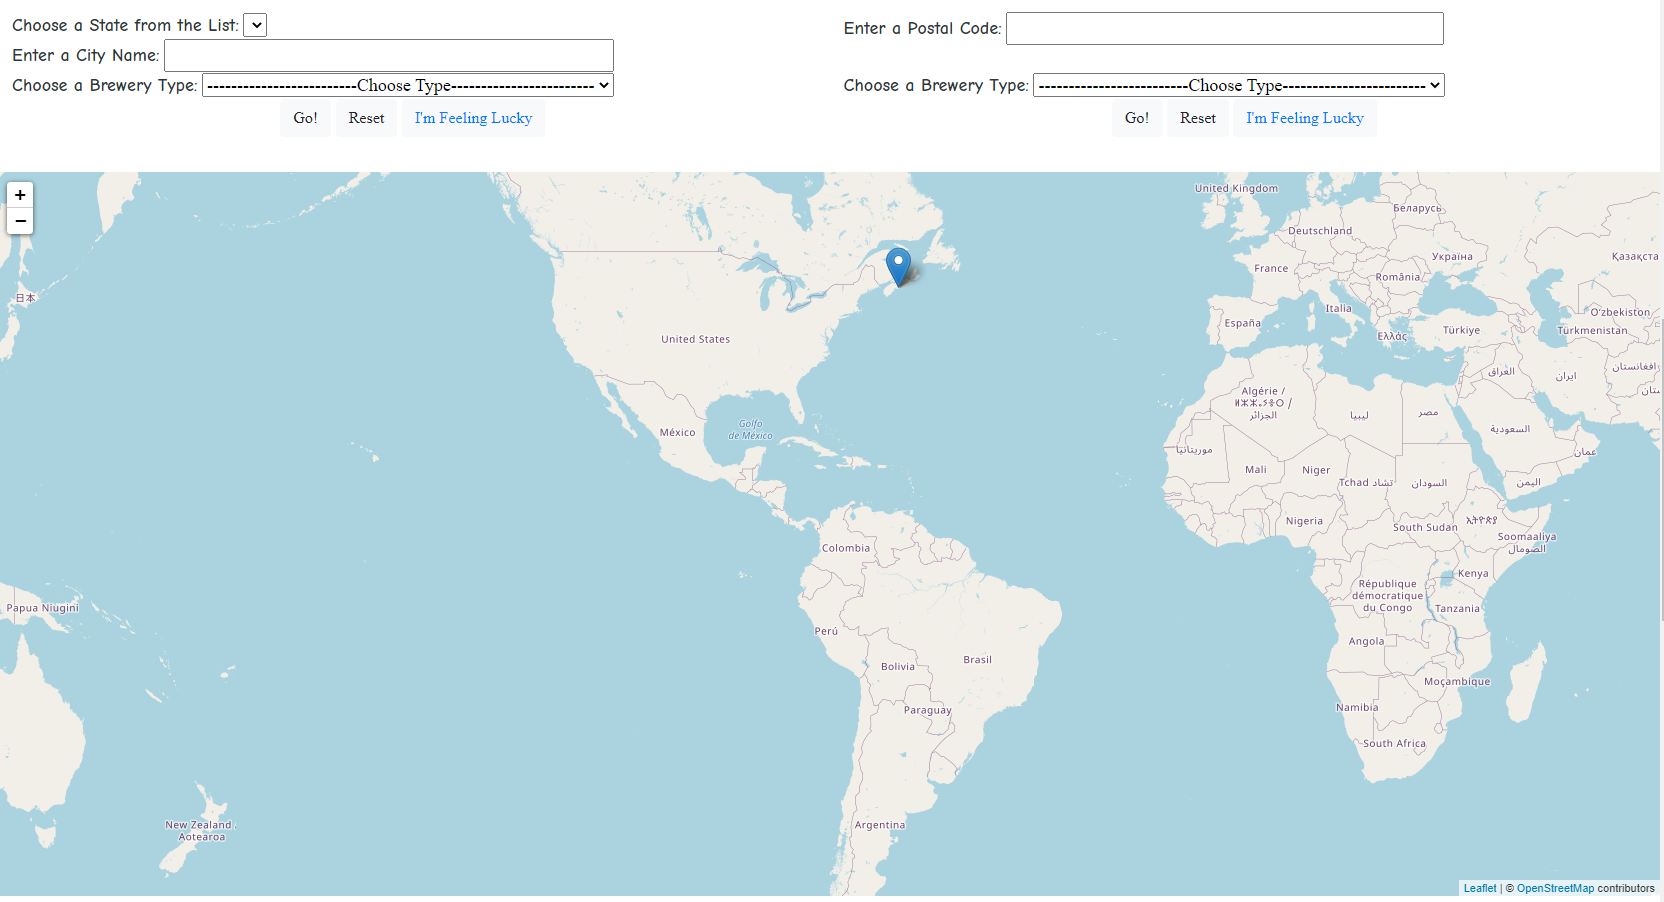 Choose a State from the List:
Enter a City Name:
Choose a Brewery Type: -------------------------Choose Type------------------------
Go! Reset I'm Feeling Lucky
Enter a Postal Code:
Choose a Brewery Type: -------------------------Choose Type------------------------
Go! Reset I'm Feeling Lucky
+
−
United Kingdom
Беларусь
Deutschland
Україна
Қазақстан
France
România
日本
Italia
O'zbekiston
España
Ελλάς
Türkiye
Türkmenistan
United States
العراق
ایران
افغانستان
Algérie /
ⵍⵣⵣⴰⵢⴻⵔ /
الجزائر
ليبيا
مصر
السعودية
México
Golfo
de México
موريتانيا
عمان
Mali
Niger
Tchad تشاد
السودان
اليمن
Nigeria
South Sudan
ኢትዮጵያ
Soomaaliya
الصومال
Colombia
Kenya
République
démocratique
du Congo
Tanzania
Papua Niugini
Perú
Angola
Bolivia
Brasil
Moçambique
Paraguay
Namibia
South Africa
New Zealand
Aotearoa
Argentina
Leaflet | © OpenStreetMap contributors